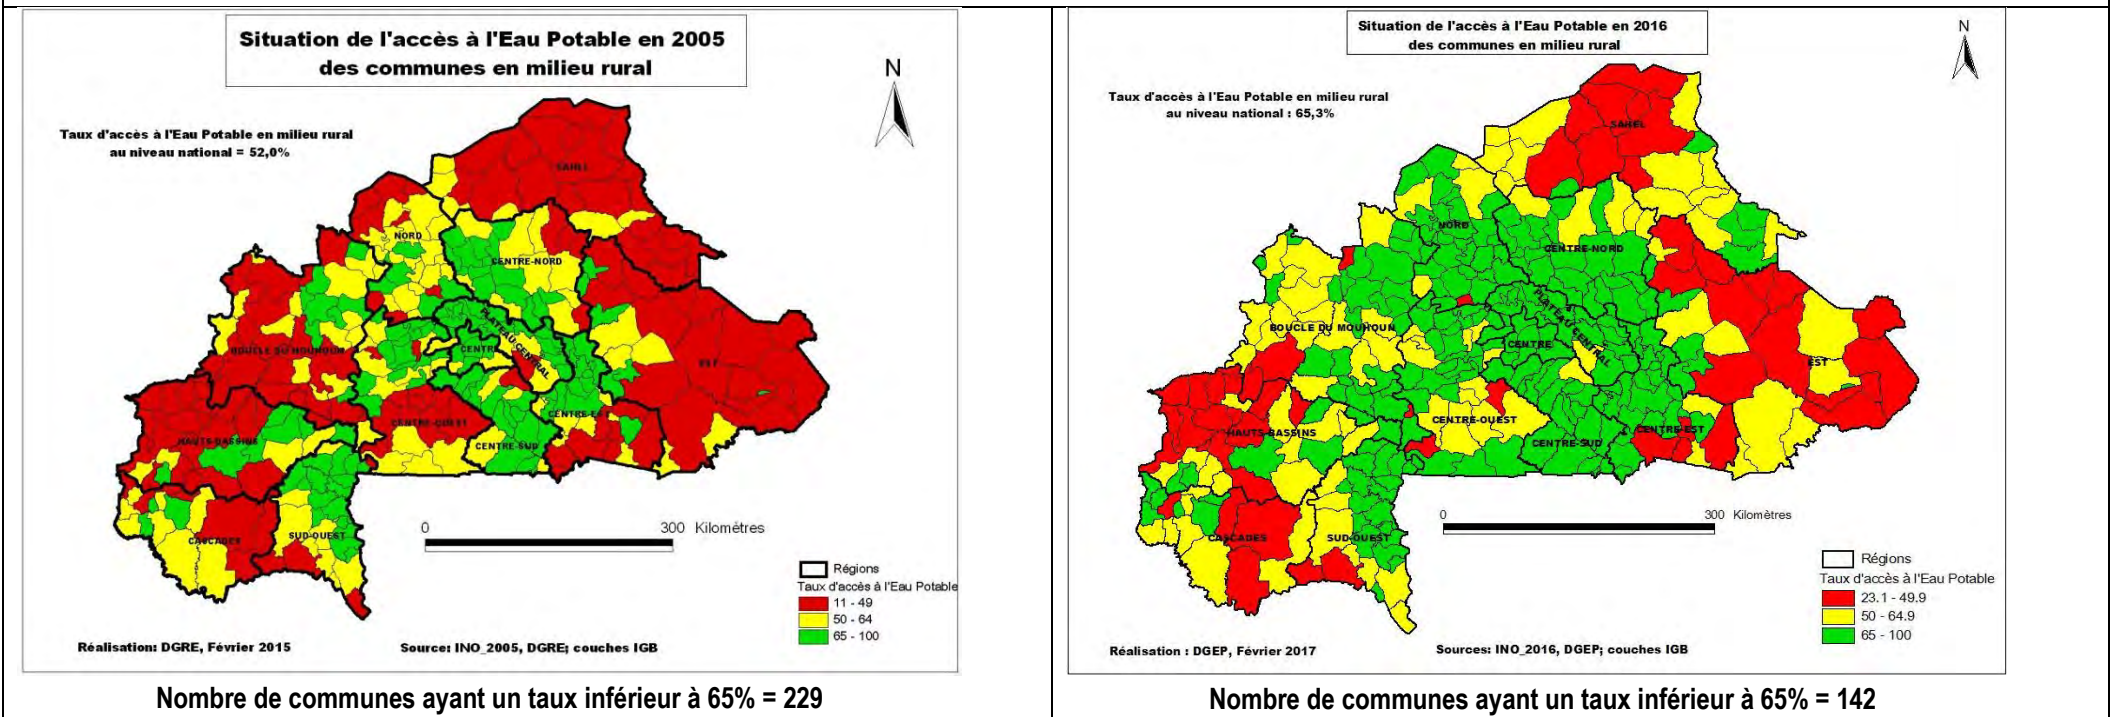 Situation de l'accès à l'Eau Potable en 2005
des communes en milieu rural
N
Taux d'accès à l'Eau Potable en milieu rural
au niveau national = 52,0%
SAHEL
NORD
CENTRE-NORD
PLATEAU CENTRAL
BOUCLE DU MOUHOUN
CENTRE
EST
CENTRE-EST
CENTRE-OUEST
HAUTS-BASSINS
CENTRE-SUD
CASCADES
SUD-OUEST
0 300 Kilomètres
Régions
Taux d'accès à l'Eau Potable
11 - 49
50 - 64
65 - 100
Réalisation: DGRE, Février 2015
Source: INO_2005, DGRE; couches IGB
Nombre de communes ayant un taux inférieur à 65% = 229
Situation de l'accès à l'Eau Potable en 2016
des communes en milieu rural
N
Taux d'accès à l'Eau Potable en milieu rural
au niveau national : 65,3%
SAHEL
NORD
CENTRE-NORD
PLATEAU CENTRAL
BOUCLE DU MOUHOUN
CENTRE
EST
CENTRE-OUEST
CENTRE-EST
HAUTS-BASSINS
CENTRE-SUD
CASCADES
SUD-OUEST
0 300 Kilomètres
Régions
Taux d'accès à l'Eau Potable
23.1 - 49.9
50 - 64.9
65 - 100
Réalisation : DGEP, Février 2017
Sources: INO_2016, DGEP; couches IGB
Nombre de communes ayant un taux inférieur à 65% = 142